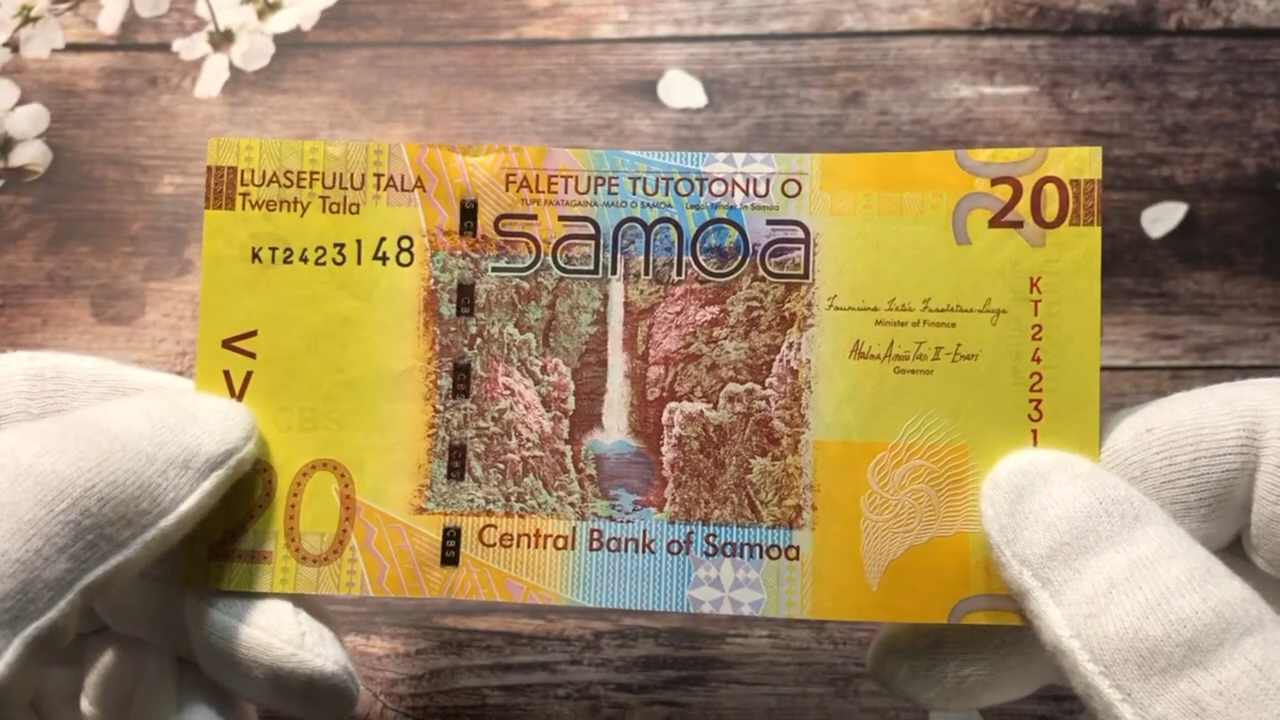 LUASEFULU TALA
Twenty Tala
KT2423148
FALETUPE TUTOTONU O
TUPE FA'ATAGAINA-MALO O SAMOA Legal Tender In Samoa
samoa
20
Minister of Finance
Governor
KT24231
20
Central Bank of Samoa
CBS